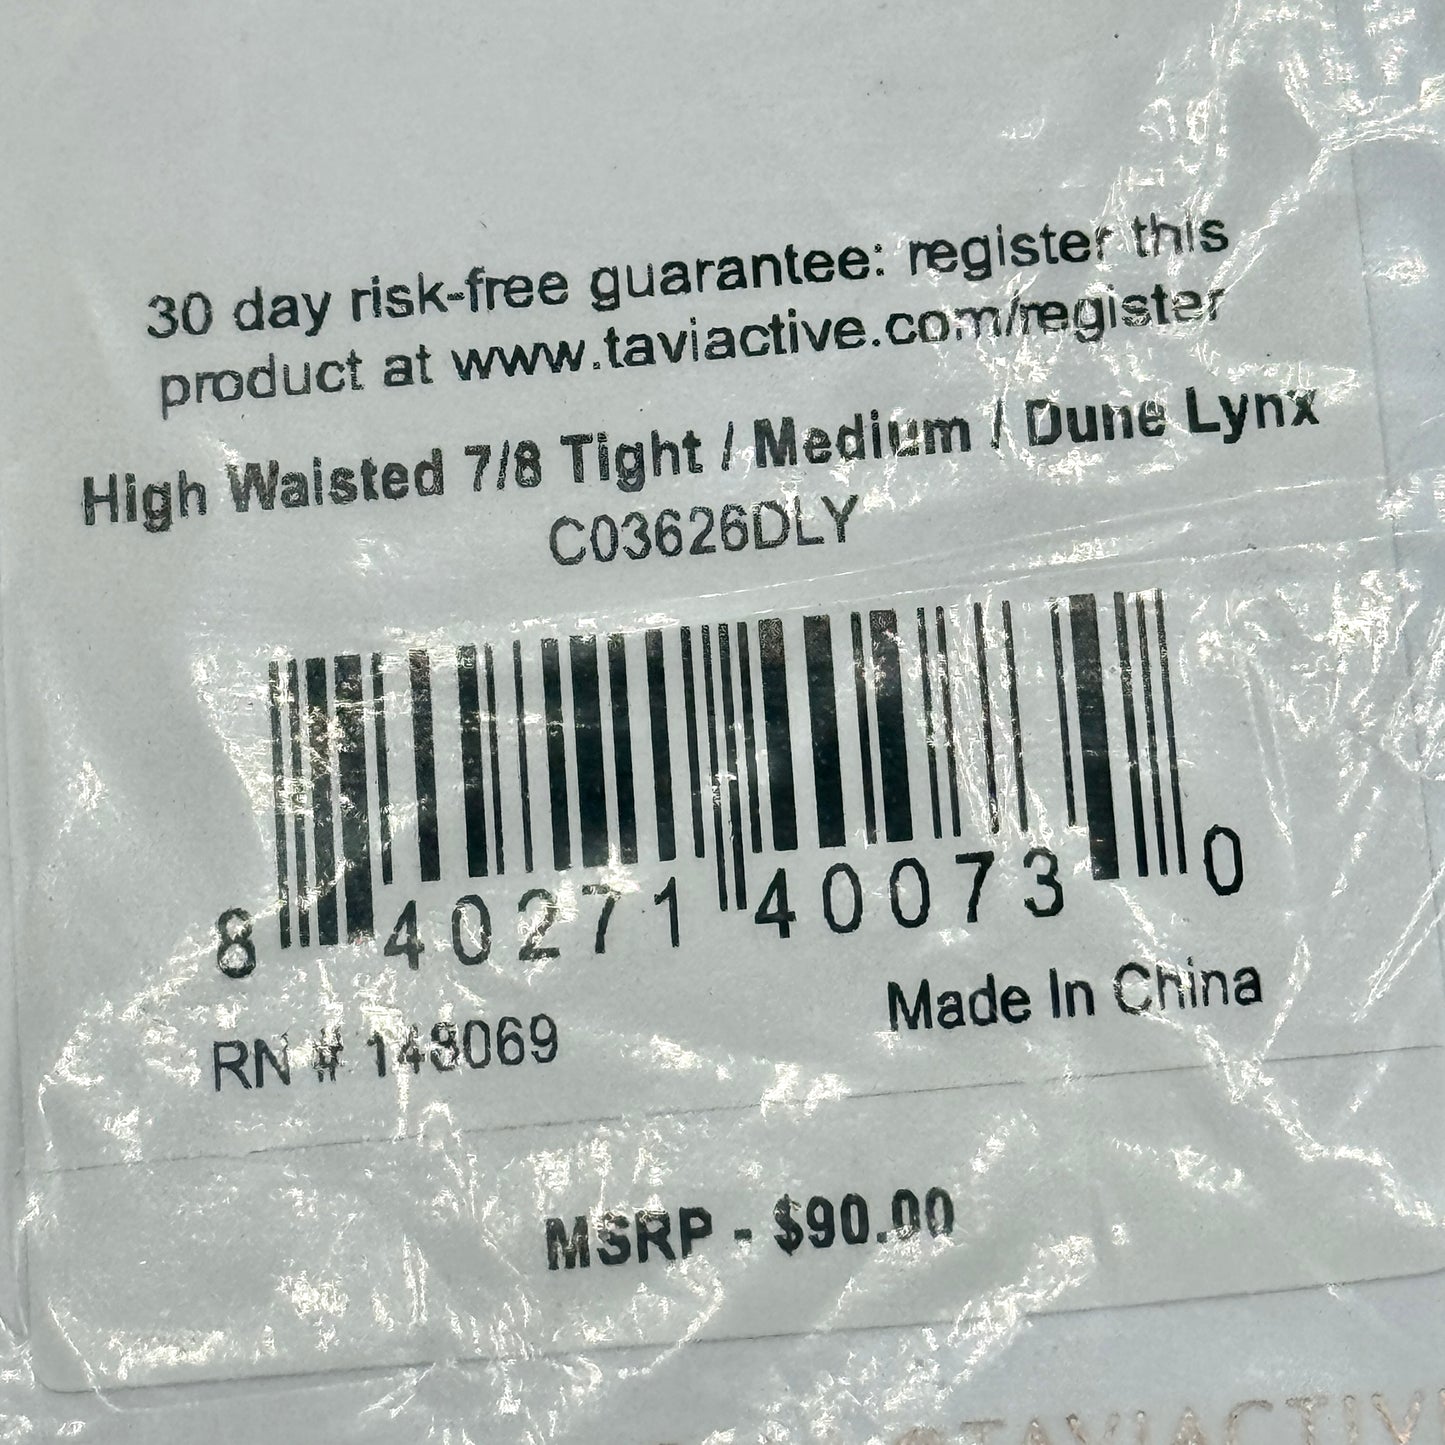 30 day risk-free guarantee: register this
product at www.taviactive.com/register
High Waisted 7/8 Tight / Medium / Dune Lynx
C03626DLY
8 40271 40073 0
RN # 148069
Made In China
MSRP - $90.00
TAVIACTIVE